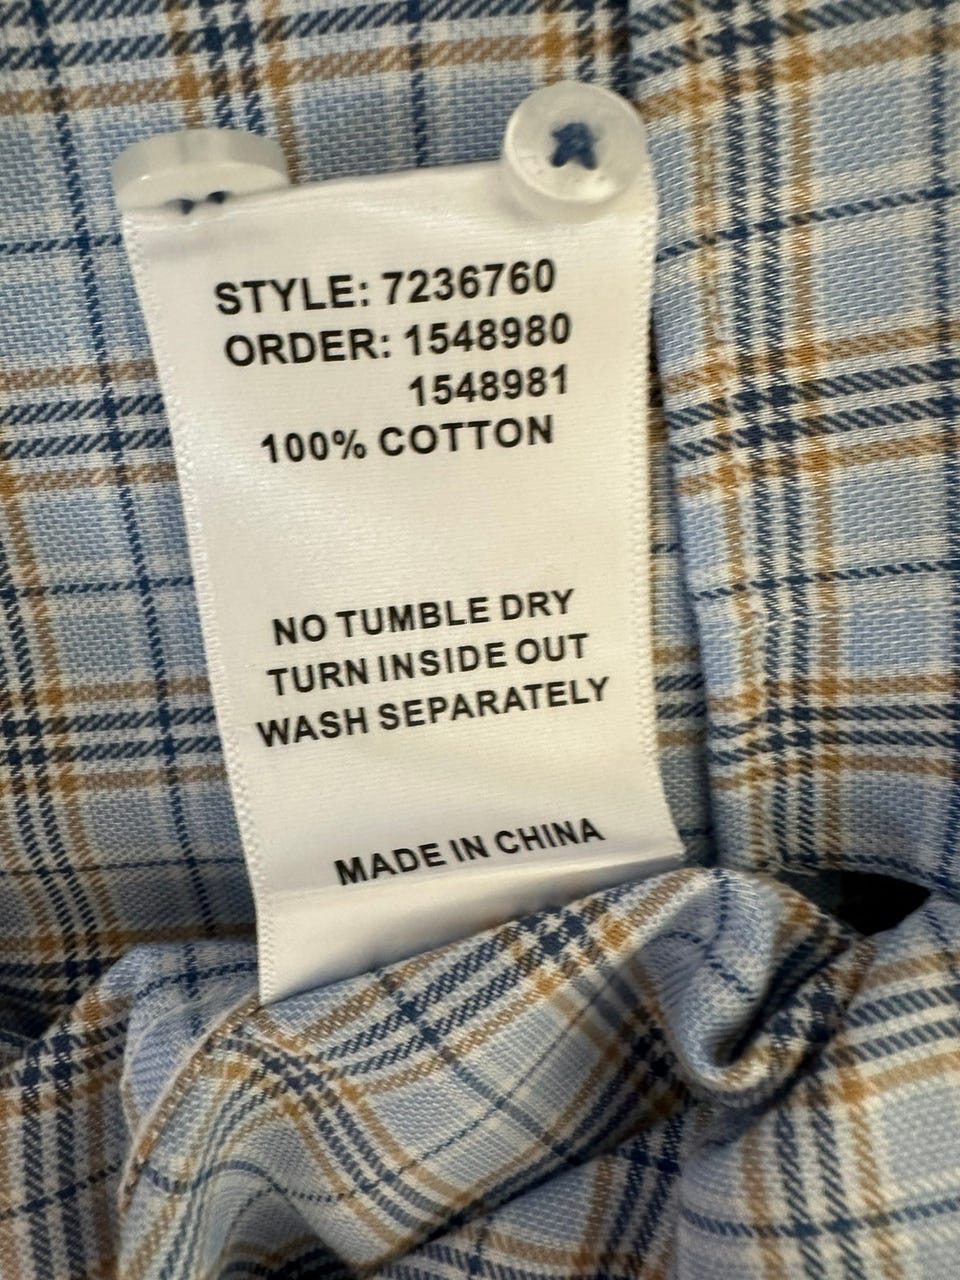 STYLE: 7236760
ORDER: 1548980
1548981
100% COTTON
NO TUMBLE DRY
TURN INSIDE OUT
WASH SEPARATELY
MADE IN CHINA